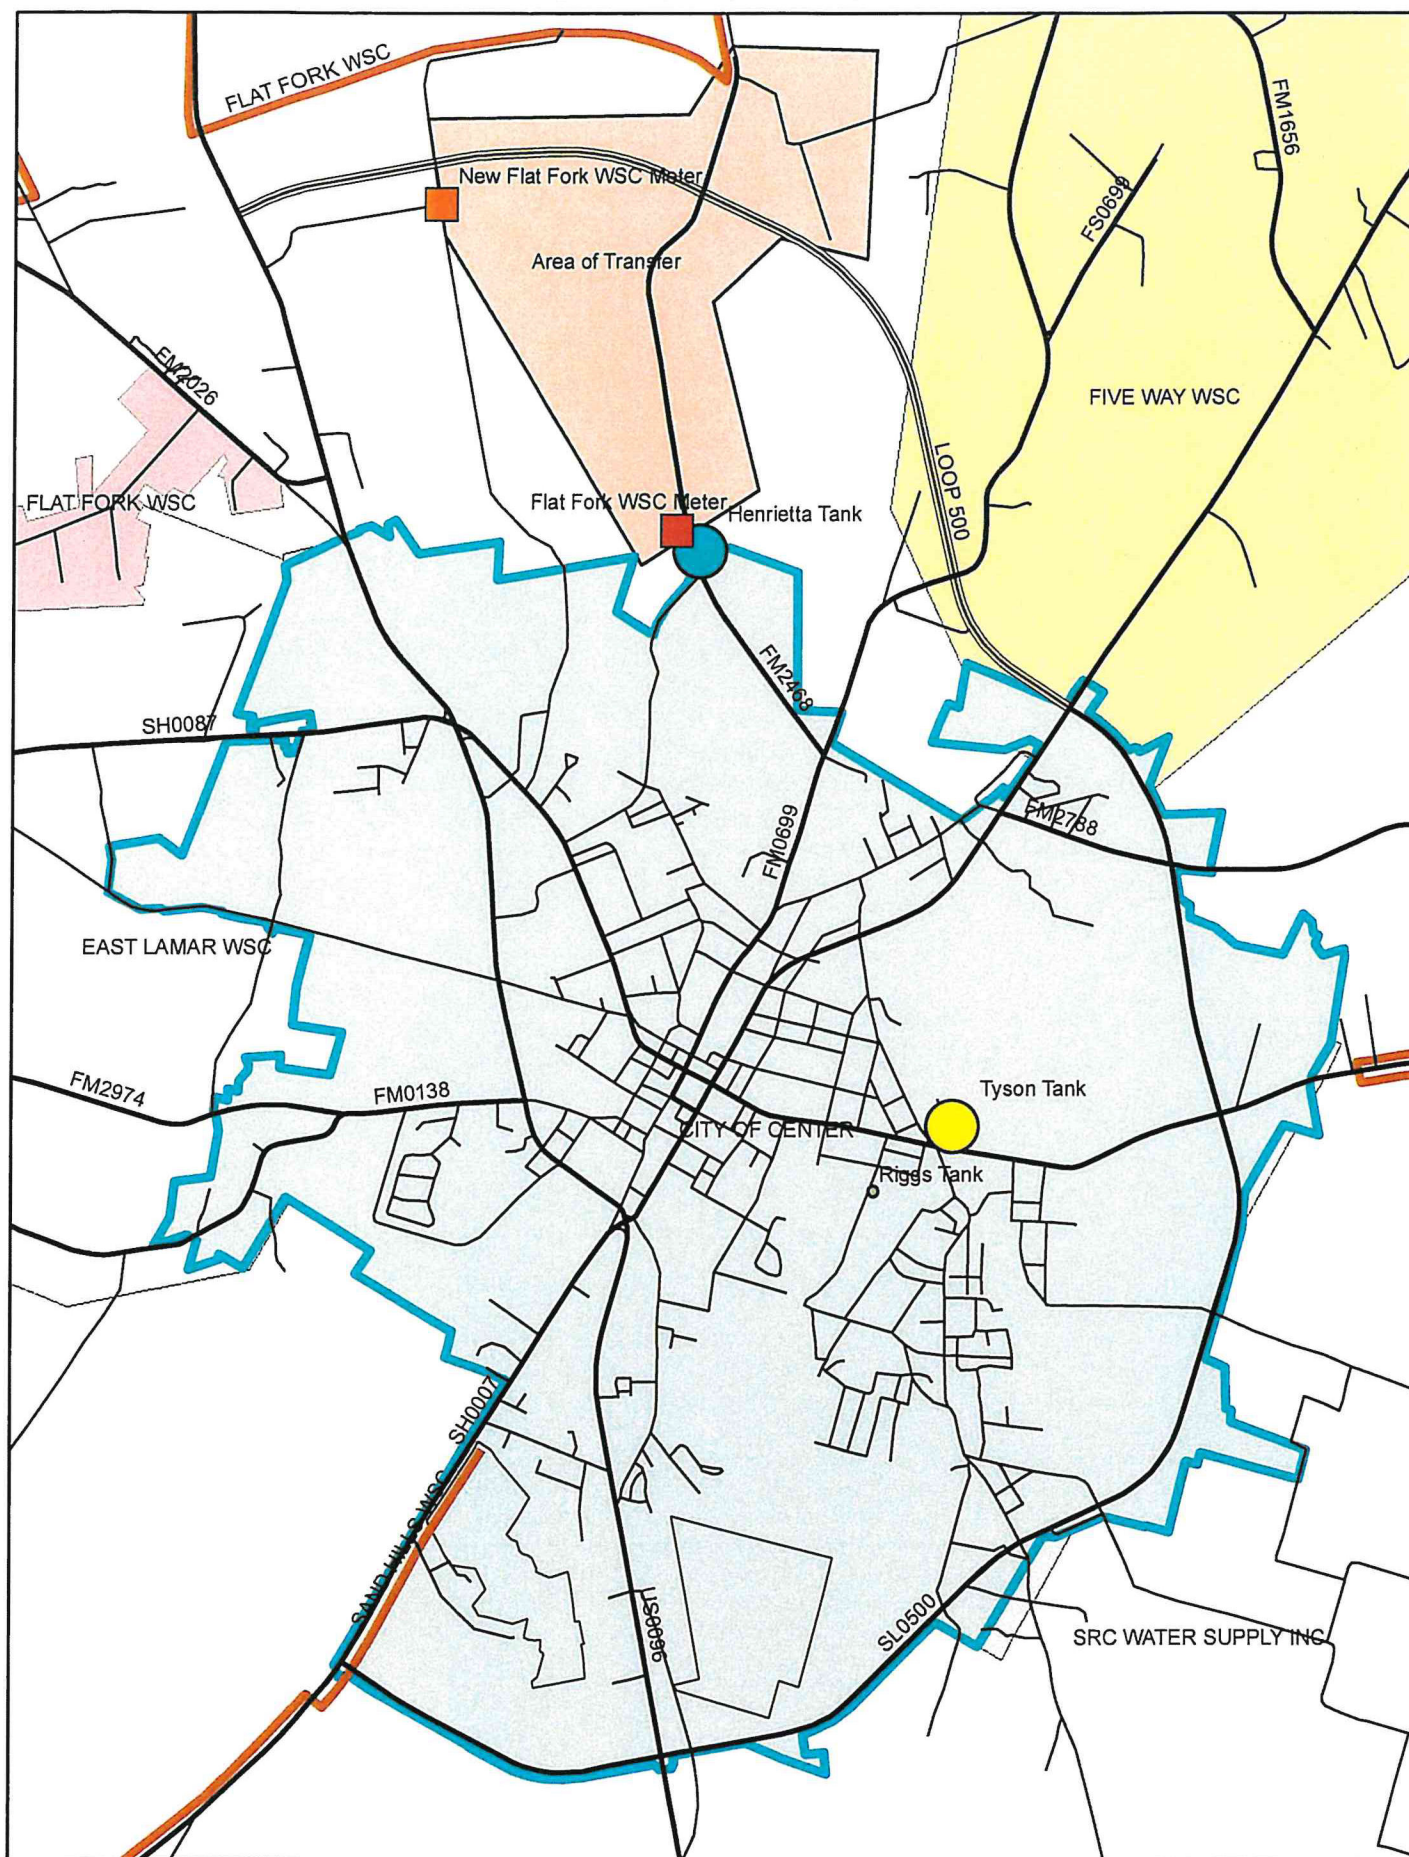 FLAT FORK WSC
FM1656
New Flat Fork WSC Meter
FS0699
Area of Transfer
FM2026
FIVE WAY WSC
LOOP 500
FLAT FORK WSC
Flat Fork WSC Meter
Henrietta Tank
FM2468
SH0087
FM2788
FM0699
EAST LAMAR WSC
FM2974
FM0138
Tyson Tank
CITY OF CENTER
Riggs Tank
SH0007
SAND HILLS WSC
US0096
SL0500
SRC WATER SUPPLY INC